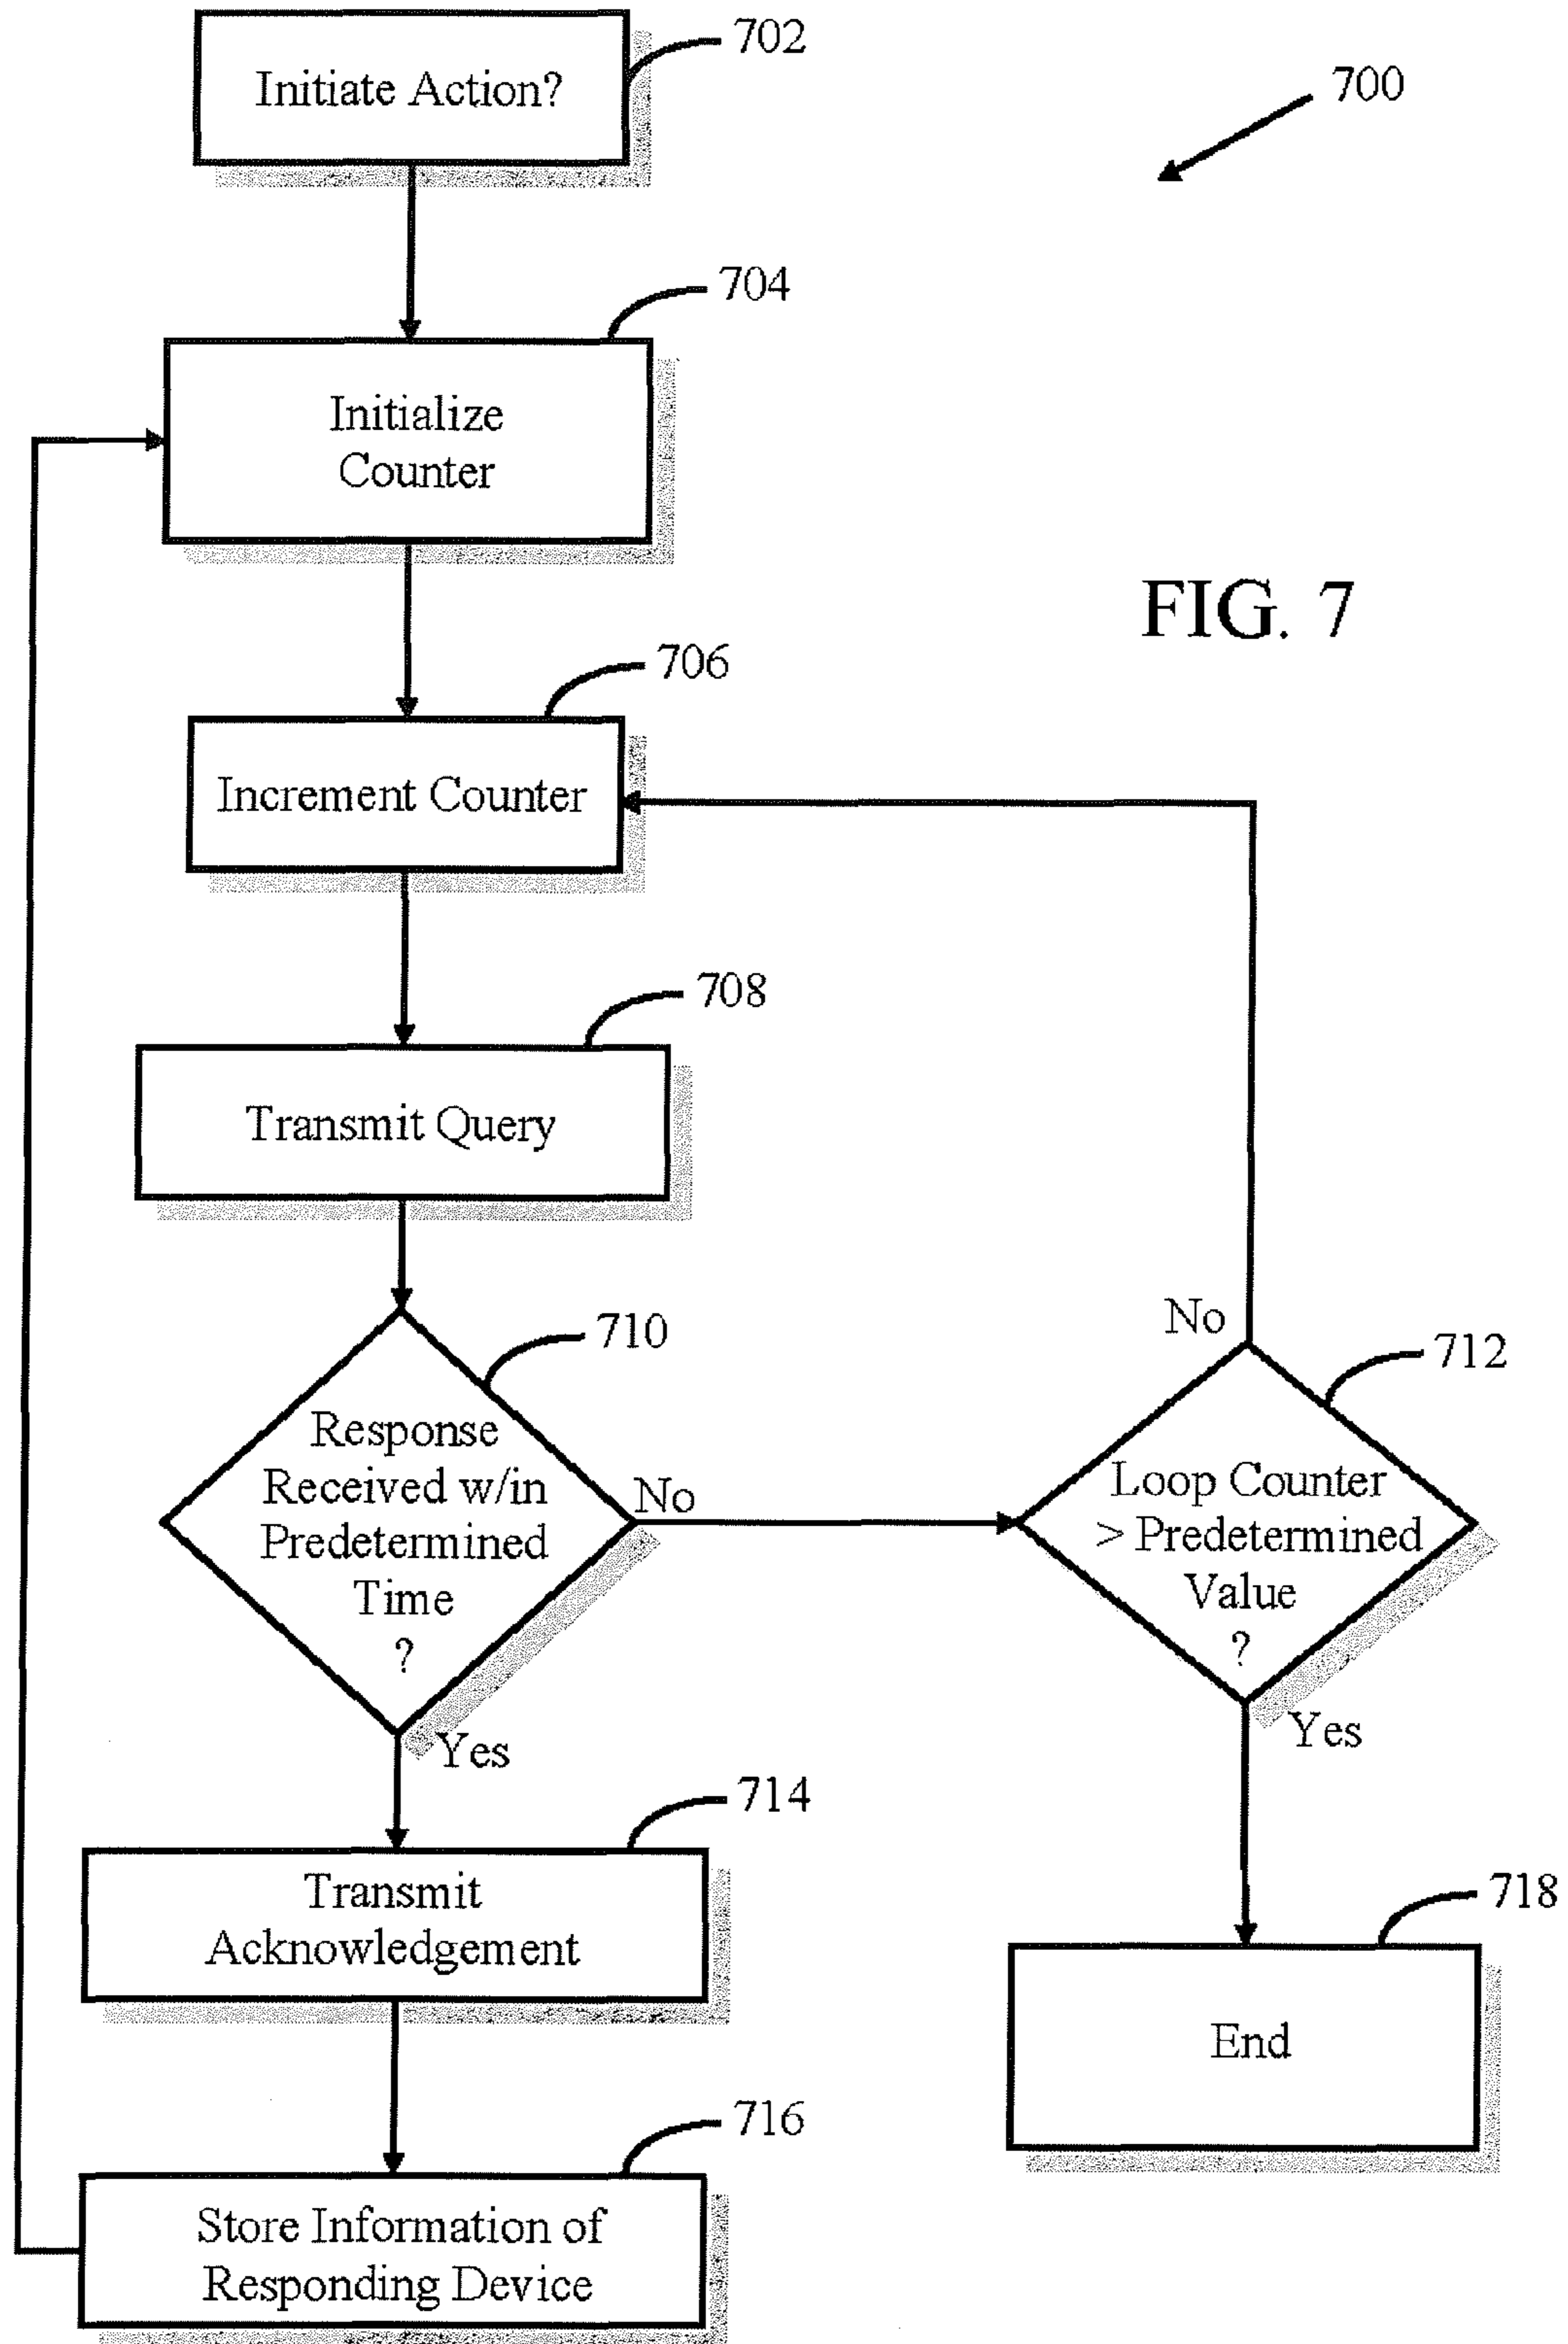 702
Initiate Action?
700
704
Initialize
Counter
FIG. 7
706
Increment Counter
708
Transmit Query
710
Response
Received w/in
Predetermined
Time
?
No
Yes
No
712
Loop Counter
> Predetermined
Value
?
Yes
714
Transmit
Acknowledgement
718
End
716
Store Information of
Responding Device